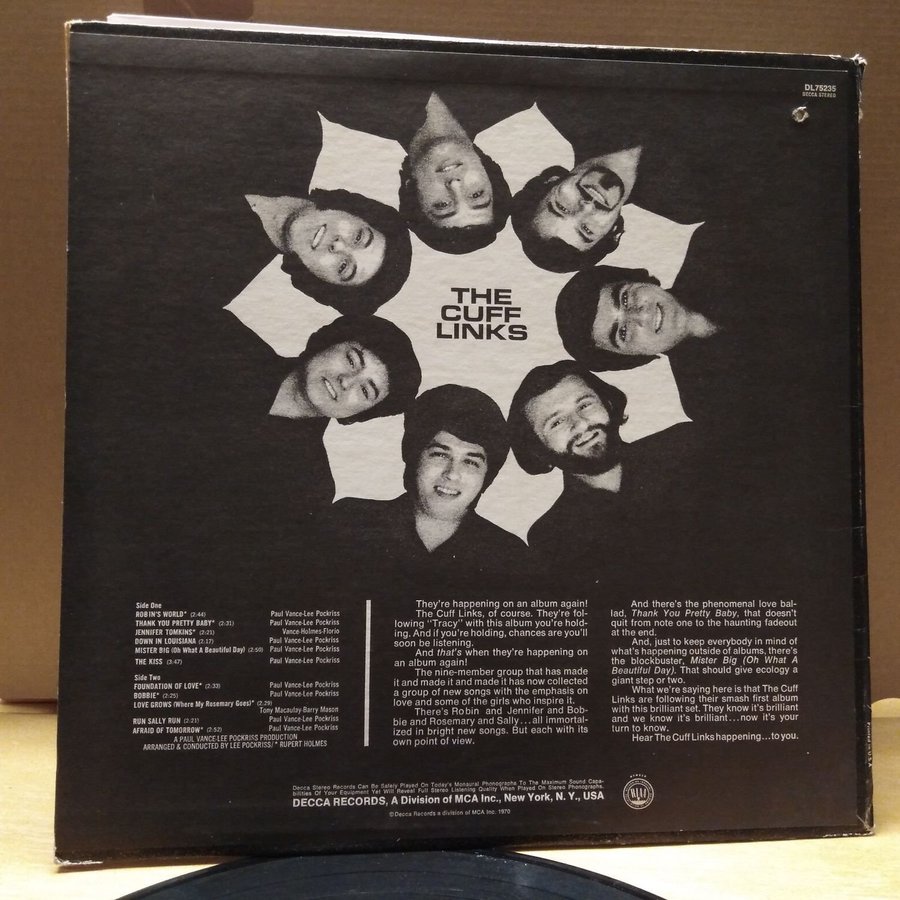 DL75235
DECCA STEREO
THE
CUFF
LINKS
Side One
ROBIN'S WORLD* (2:44) Paul Vance-Lee Pockriss
THANK YOU PRETTY BABY* (2:31) Paul Vance-Lee Pockriss
JENNIFER TOMKINS* (2:21) Vance-Holmes-Florio
DOWN IN LOUISIANA (2:17) Paul Vance-Lee Pockriss
MISTER BIG (Oh What A Beautiful Day) (2:50) Paul Vance-Lee Pockriss
THE KISS (3:47) Paul Vance-Lee Pockriss
Side Two
FOUNDATION OF LOVE* (2:33) Paul Vance-Lee Pockriss
BOBBIE* (2:25) Paul Vance-Lee Pockriss
LOVE GROWS (Where My Rosemary Goes)* (2:29)
Tony Macaulay-Barry Mason
RUN SALLY RUN (2:21) Paul Vance-Lee Pockriss
AFRAID OF TOMORROW* (2:52) Paul Vance-Lee Pockriss
A PAUL VANCE-LEE POCKRISS PRODUCTION
ARRANGED & CONDUCTED BY LEE POCKRISS/* RUPERT HOLMES
They're happening on an album again!
The Cuff Links, of course. They're fol-
lowing "Tracy" with this album you're hold-
ing. And if you're holding, chances are you'll
soon be listening.
And that's when they're happening on
an album again!
The nine-member group that has made
it and made it and made it has now collected
a group of new songs with the emphasis on
love and some of the girls who inspire it.
There's Robin and Jennifer and Bob-
bie and Rosemary and Sally...all immortal-
ized in bright new songs. But each with its
own point of view.
And there's the phenomenal love bal-
lad, Thank You Pretty Baby, that doesn't
quit from note one to the haunting fadeout
at the end.
And, just to keep everybody in mind of
what's happening outside of albums, there's
the blockbuster, Mister Big (Oh What A
Beautiful Day). That should give ecology a
giant step or two.
What we're saying here is that The Cuff
Links are following their smash first album
with this brilliant set. They know it's brilliant
and we know it's brilliant...now it's your
turn to know.
Hear The Cuff Links happening...to you.
Decca Stereo Records Can Be Safely Played On Today's Monaural Phonographs To The Maximum Sound Capa-
bilities Of Your Equipment Yet Will Reveal Full Stereo Listening Quality When Played On Stereo Phonographs.
DECCA RECORDS, A Division of MCA Inc., New York, N. Y., USA
©Decca Records a division of MCA Inc. 1970
MEMBER
RIAA
Printed in U.S.A.